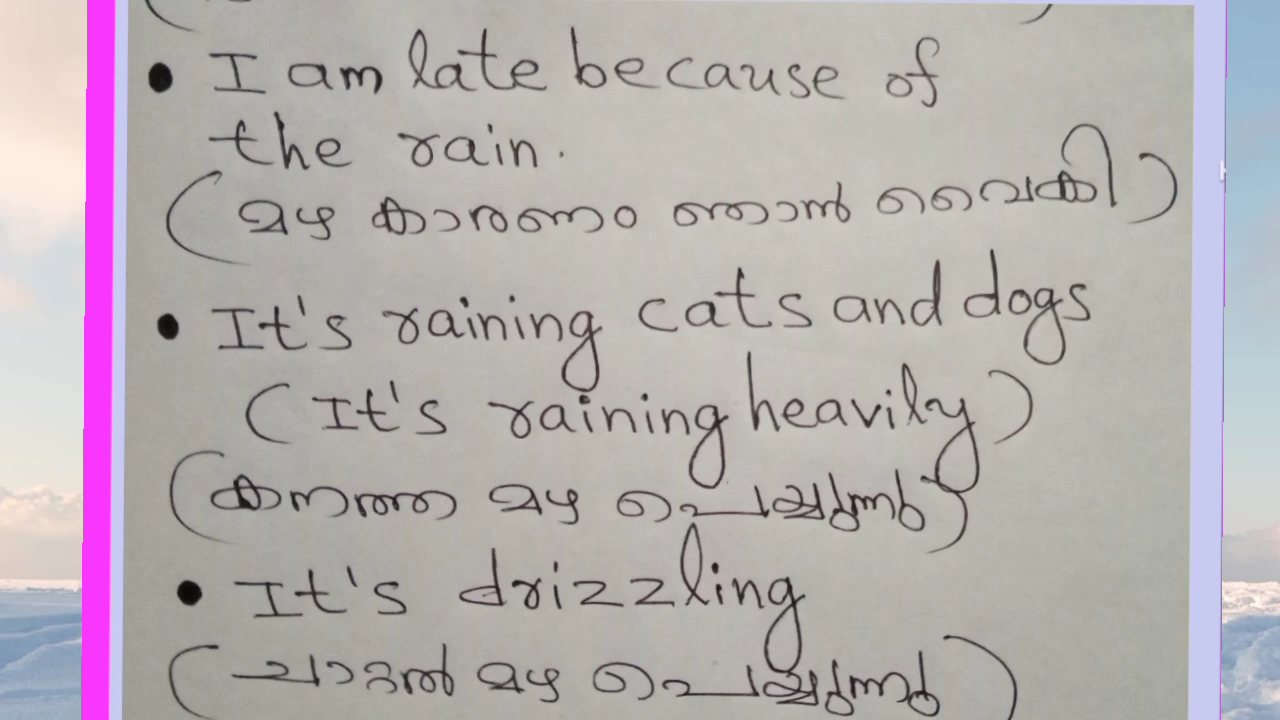 • I am late because of
the rain.
(മഴ കാരണം ഞാൻ വൈകി)
• It's raining cats and dogs
(It's raining heavily)
(കനത്ത മഴ പെയ്യുന്നു)
• It's drizzling
(ചാറൽ മഴ പെയ്യുന്നു)